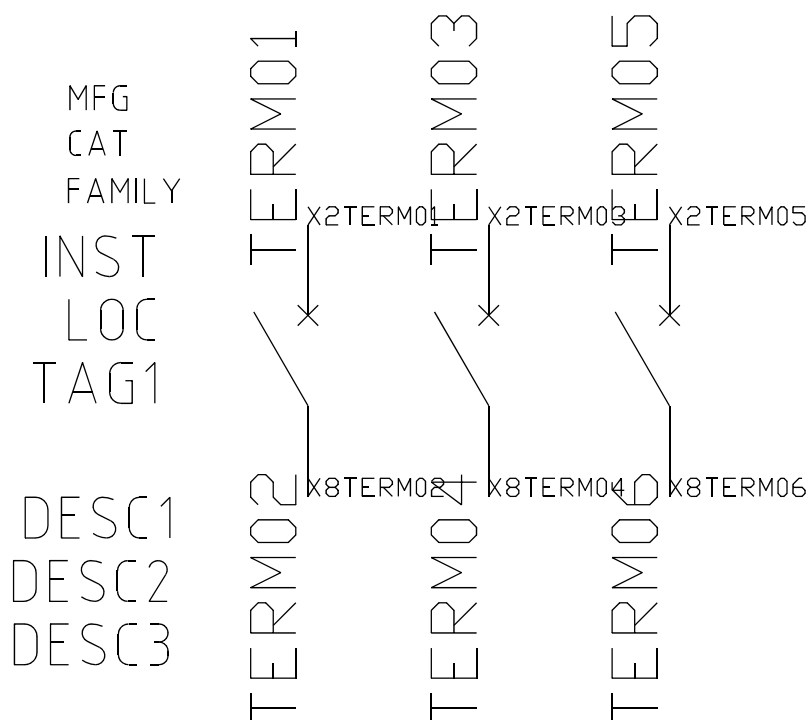 TERM01
TERM03
TERM05
MFG
CAT
FAMILY
X2TERM01
X2TERM03
X2TERM05
INST
LOC
TAG1
X8TERM02
X8TERM04
X8TERM06
DESC1
DESC2
DESC3
TERM02
TERM04
TERM06